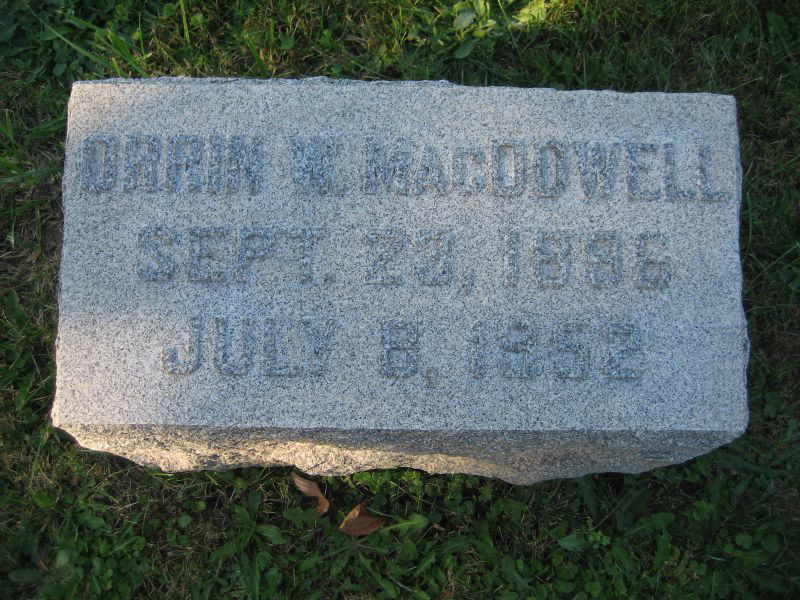 ORRIN W. MACDOWELL
SEPT. 23, 1896
JULY 8, 1952